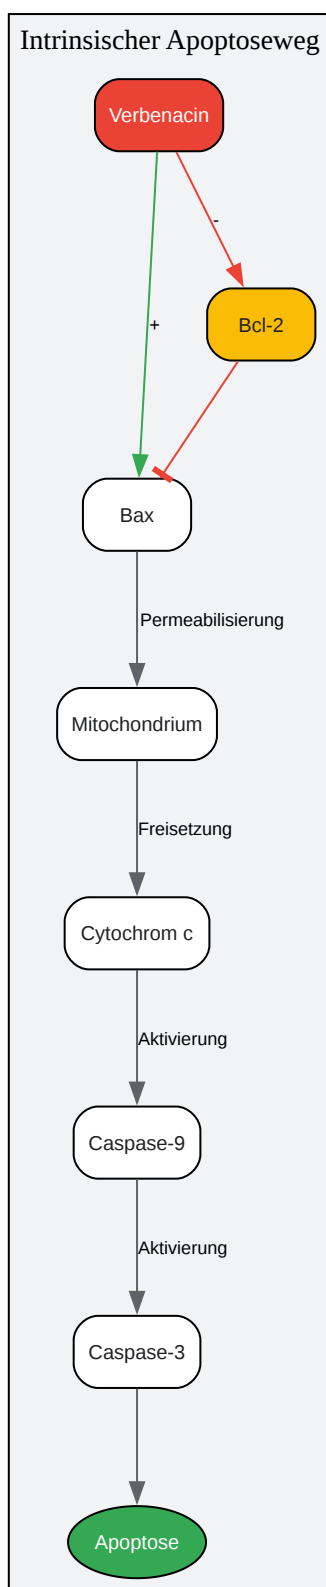 Intrinsischer Apoptoseweg
Verbenacin
-
Bcl-2
+
Bax
Permeabilisierung
Mitochondrium
Freisetzung
Cytochrom c
Aktivierung
Caspase-9
Aktivierung
Caspase-3
Apoptose